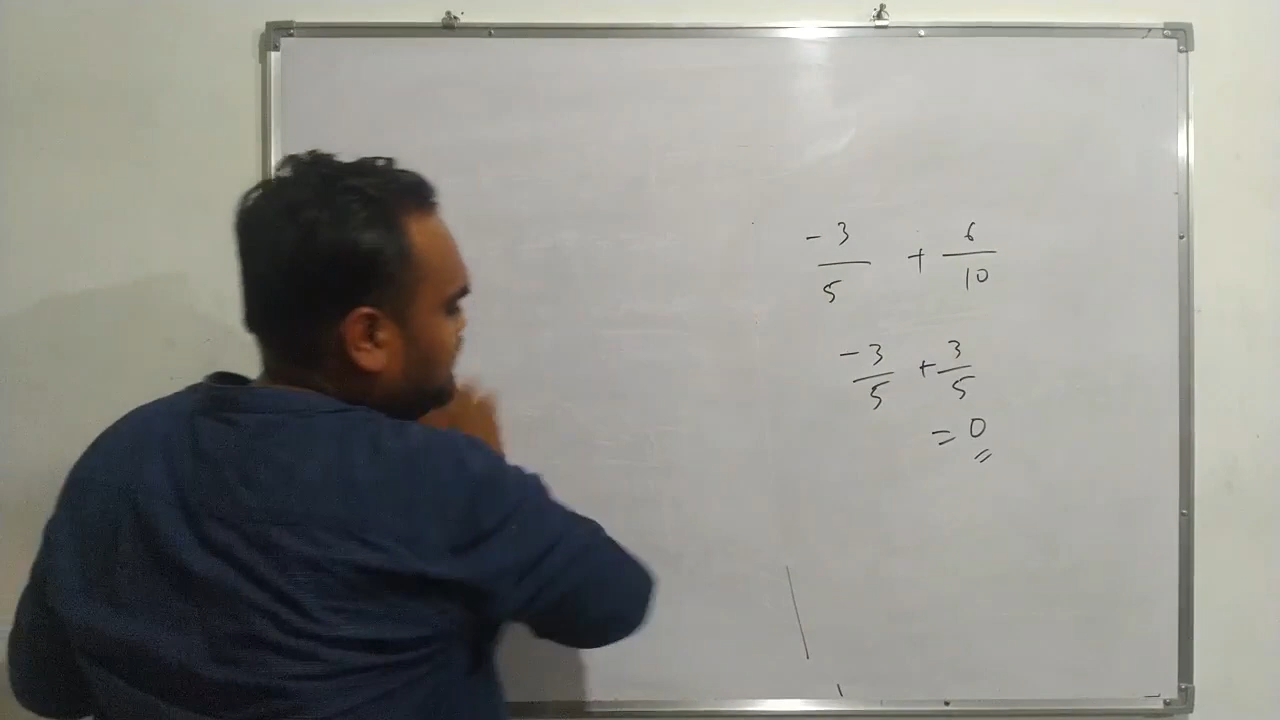 -3/5 + 6/10
-3/5 + 3/5
= 0